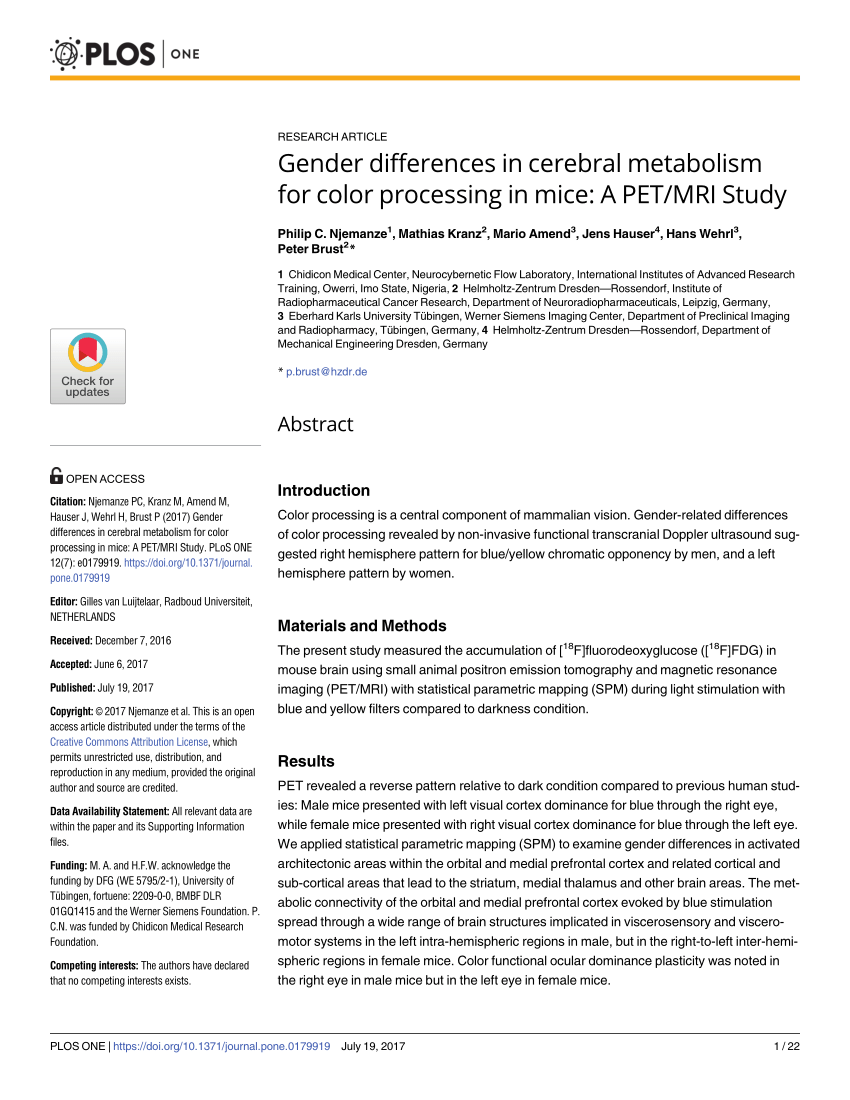 PLOS ONE
RESEARCH ARTICLE
Gender differences in cerebral metabolism
for color processing in mice: A PET/MRI Study
Philip C. Njemanze1, Mathias Kranz2, Mario Amend3, Jens Hauser4, Hans Wehrl3,
Peter Brust2*
1 Chidicon Medical Center, Neurocybernetic Flow Laboratory, International Institutes of Advanced Research
Training, Owerri, Imo State, Nigeria, 2 Helmholtz-Zentrum Dresden—Rossendorf, Institute of
Radiopharmaceutical Cancer Research, Department of Neuroradiopharmaceuticals, Leipzig, Germany,
3 Eberhard Karls University Tübingen, Werner Siemens Imaging Center, Department of Preclinical Imaging
and Radiopharmacy, Tübingen, Germany, 4 Helmholtz-Zentrum Dresden—Rossendorf, Department of
Mechanical Engineering Dresden, Germany
* p.brust@hzdr.de
Check for
updates
OPEN ACCESS
Citation: Njemanze PC, Kranz M, Amend M,
Hauser J, Wehrl H, Brust P (2017) Gender
differences in cerebral metabolism for color
processing in mice: A PET/MRI Study. PLoS ONE
12(7): e0179919. https://doi.org/10.1371/journal.
pone.0179919
Editor: Gilles van Luijtelaar, Radboud Universiteit,
NETHERLANDS
Received: December 7, 2016
Accepted: June 6, 2017
Published: July 19, 2017
Copyright: © 2017 Njemanze et al. This is an open
access article distributed under the terms of the
Creative Commons Attribution License, which
permits unrestricted use, distribution, and
reproduction in any medium, provided the original
author and source are credited.
Data Availability Statement: All relevant data are
within the paper and its Supporting Information
files.
Funding: M. A. and H.F.W. acknowledge the
funding by DFG (WE 5795/2-1), University of
Tübingen, fortuene: 2209-0-0, BMBF DLR
01GQ1415 and the Werner Siemens Foundation. P.
C.N. was funded by Chidicon Medical Research
Foundation.
Competing interests: The authors have declared
that no competing interests exists.
Abstract
Introduction
Color processing is a central component of mammalian vision. Gender-related differences
of color processing revealed by non-invasive functional transcranial Doppler ultrasound sug-
gested right hemisphere pattern for blue/yellow chromatic opponency by men, and a left
hemisphere pattern by women.
Materials and Methods
The present study measured the accumulation of [18F]fluorodeoxyglucose ([18F]FDG) in
mouse brain using small animal positron emission tomography and magnetic resonance
imaging (PET/MRI) with statistical parametric mapping (SPM) during light stimulation with
blue and yellow filters compared to darkness condition.
Results
PET revealed a reverse pattern relative to dark condition compared to previous human stud-
ies: Male mice presented with left visual cortex dominance for blue through the right eye,
while female mice presented with right visual cortex dominance for blue through the left eye.
We applied statistical parametric mapping (SPM) to examine gender differences in activated
architectonic areas within the orbital and medial prefrontal cortex and related cortical and
sub-cortical areas that lead to the striatum, medial thalamus and other brain areas. The met-
abolic connectivity of the orbital and medial prefrontal cortex evoked by blue stimulation
spread through a wide range of brain structures implicated in viscerosensory and viscero-
motor systems in the left intra-hemispheric regions in male, but in the right-to-left inter-hemi-
spheric regions in female mice. Color functional ocular dominance plasticity was noted in
the right eye in male mice but in the left eye in female mice.
PLOS ONE | https://doi.org/10.1371/journal.pone.0179919 July 19, 2017
1 / 22